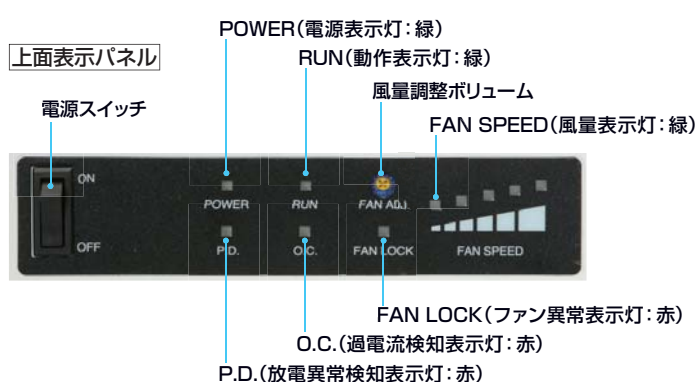 POWER(電源表示灯:緑)
上面表示パネル
RUN(動作表示灯:緑)
風量調整ボリューム
電源スイッチ
FAN SPEED(風量表示灯:緑)
ON
POWER
RUN
FAN ADJ.
OFF
P.D.
O.C.
FAN LOCK
FAN SPEED
FAN LOCK(ファン異常表示灯:赤)
O.C.(過電流検知表示灯:赤)
P.D.(放電異常検知表示灯:赤)